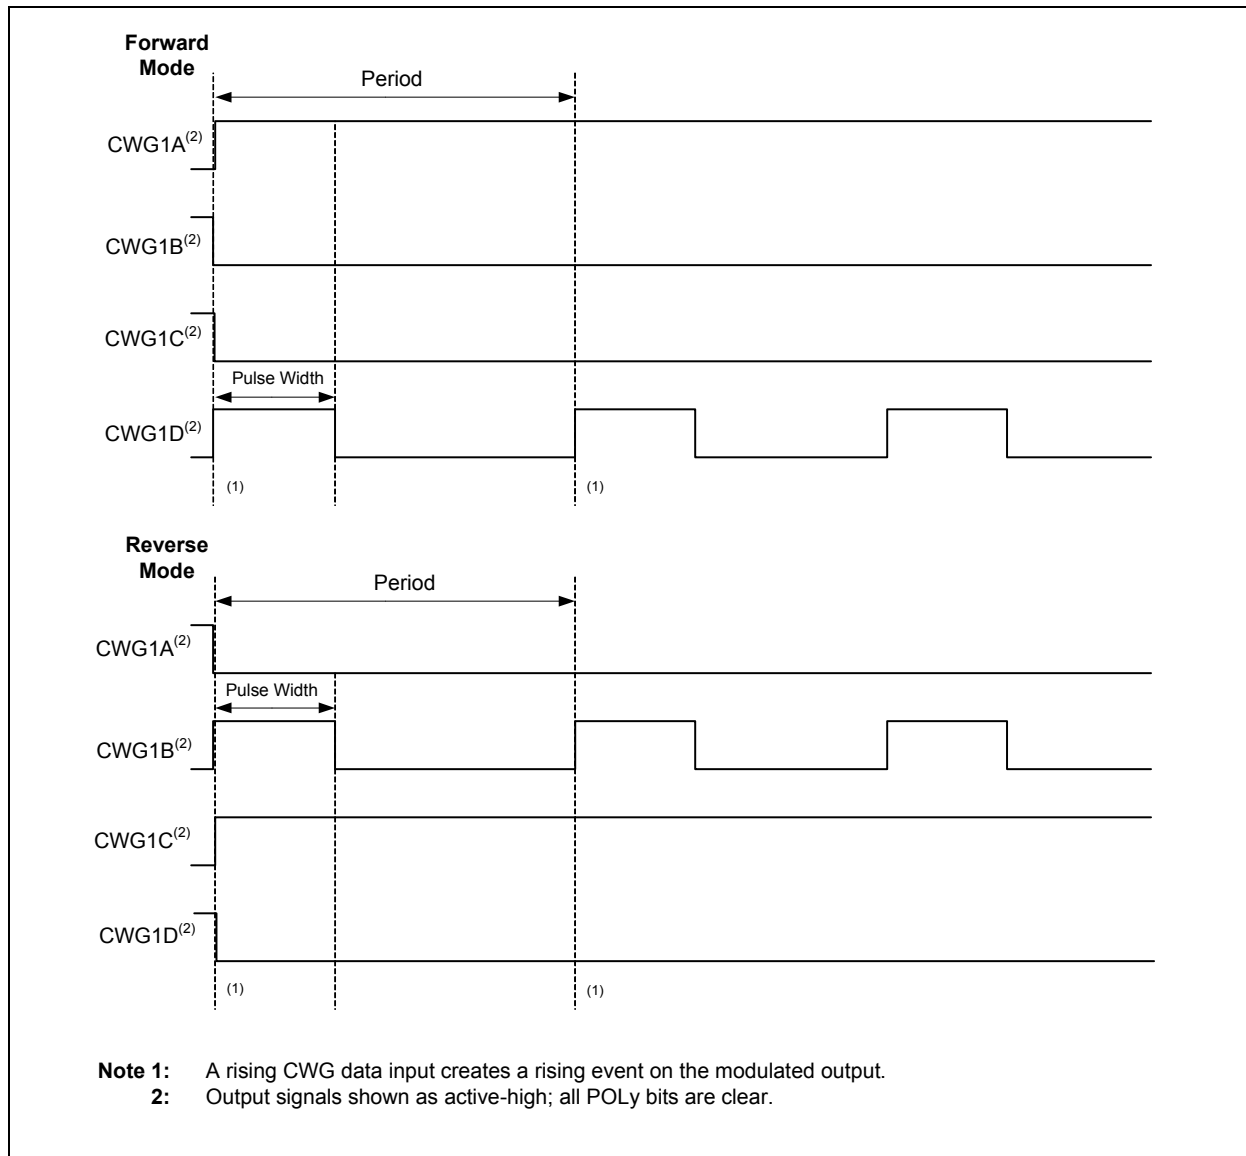 Forward
Mode
Period
CWG1A(2)
CWG1B(2)
CWG1C(2)
Pulse Width
CWG1D(2)
(1)
(1)
Reverse
Mode
Period
CWG1A(2)
Pulse Width
CWG1B(2)
CWG1C(2)
CWG1D(2)
(1)
(1)
Note 1: A rising CWG data input creates a rising event on the modulated output.
2: Output signals shown as active-high; all POLy bits are clear.